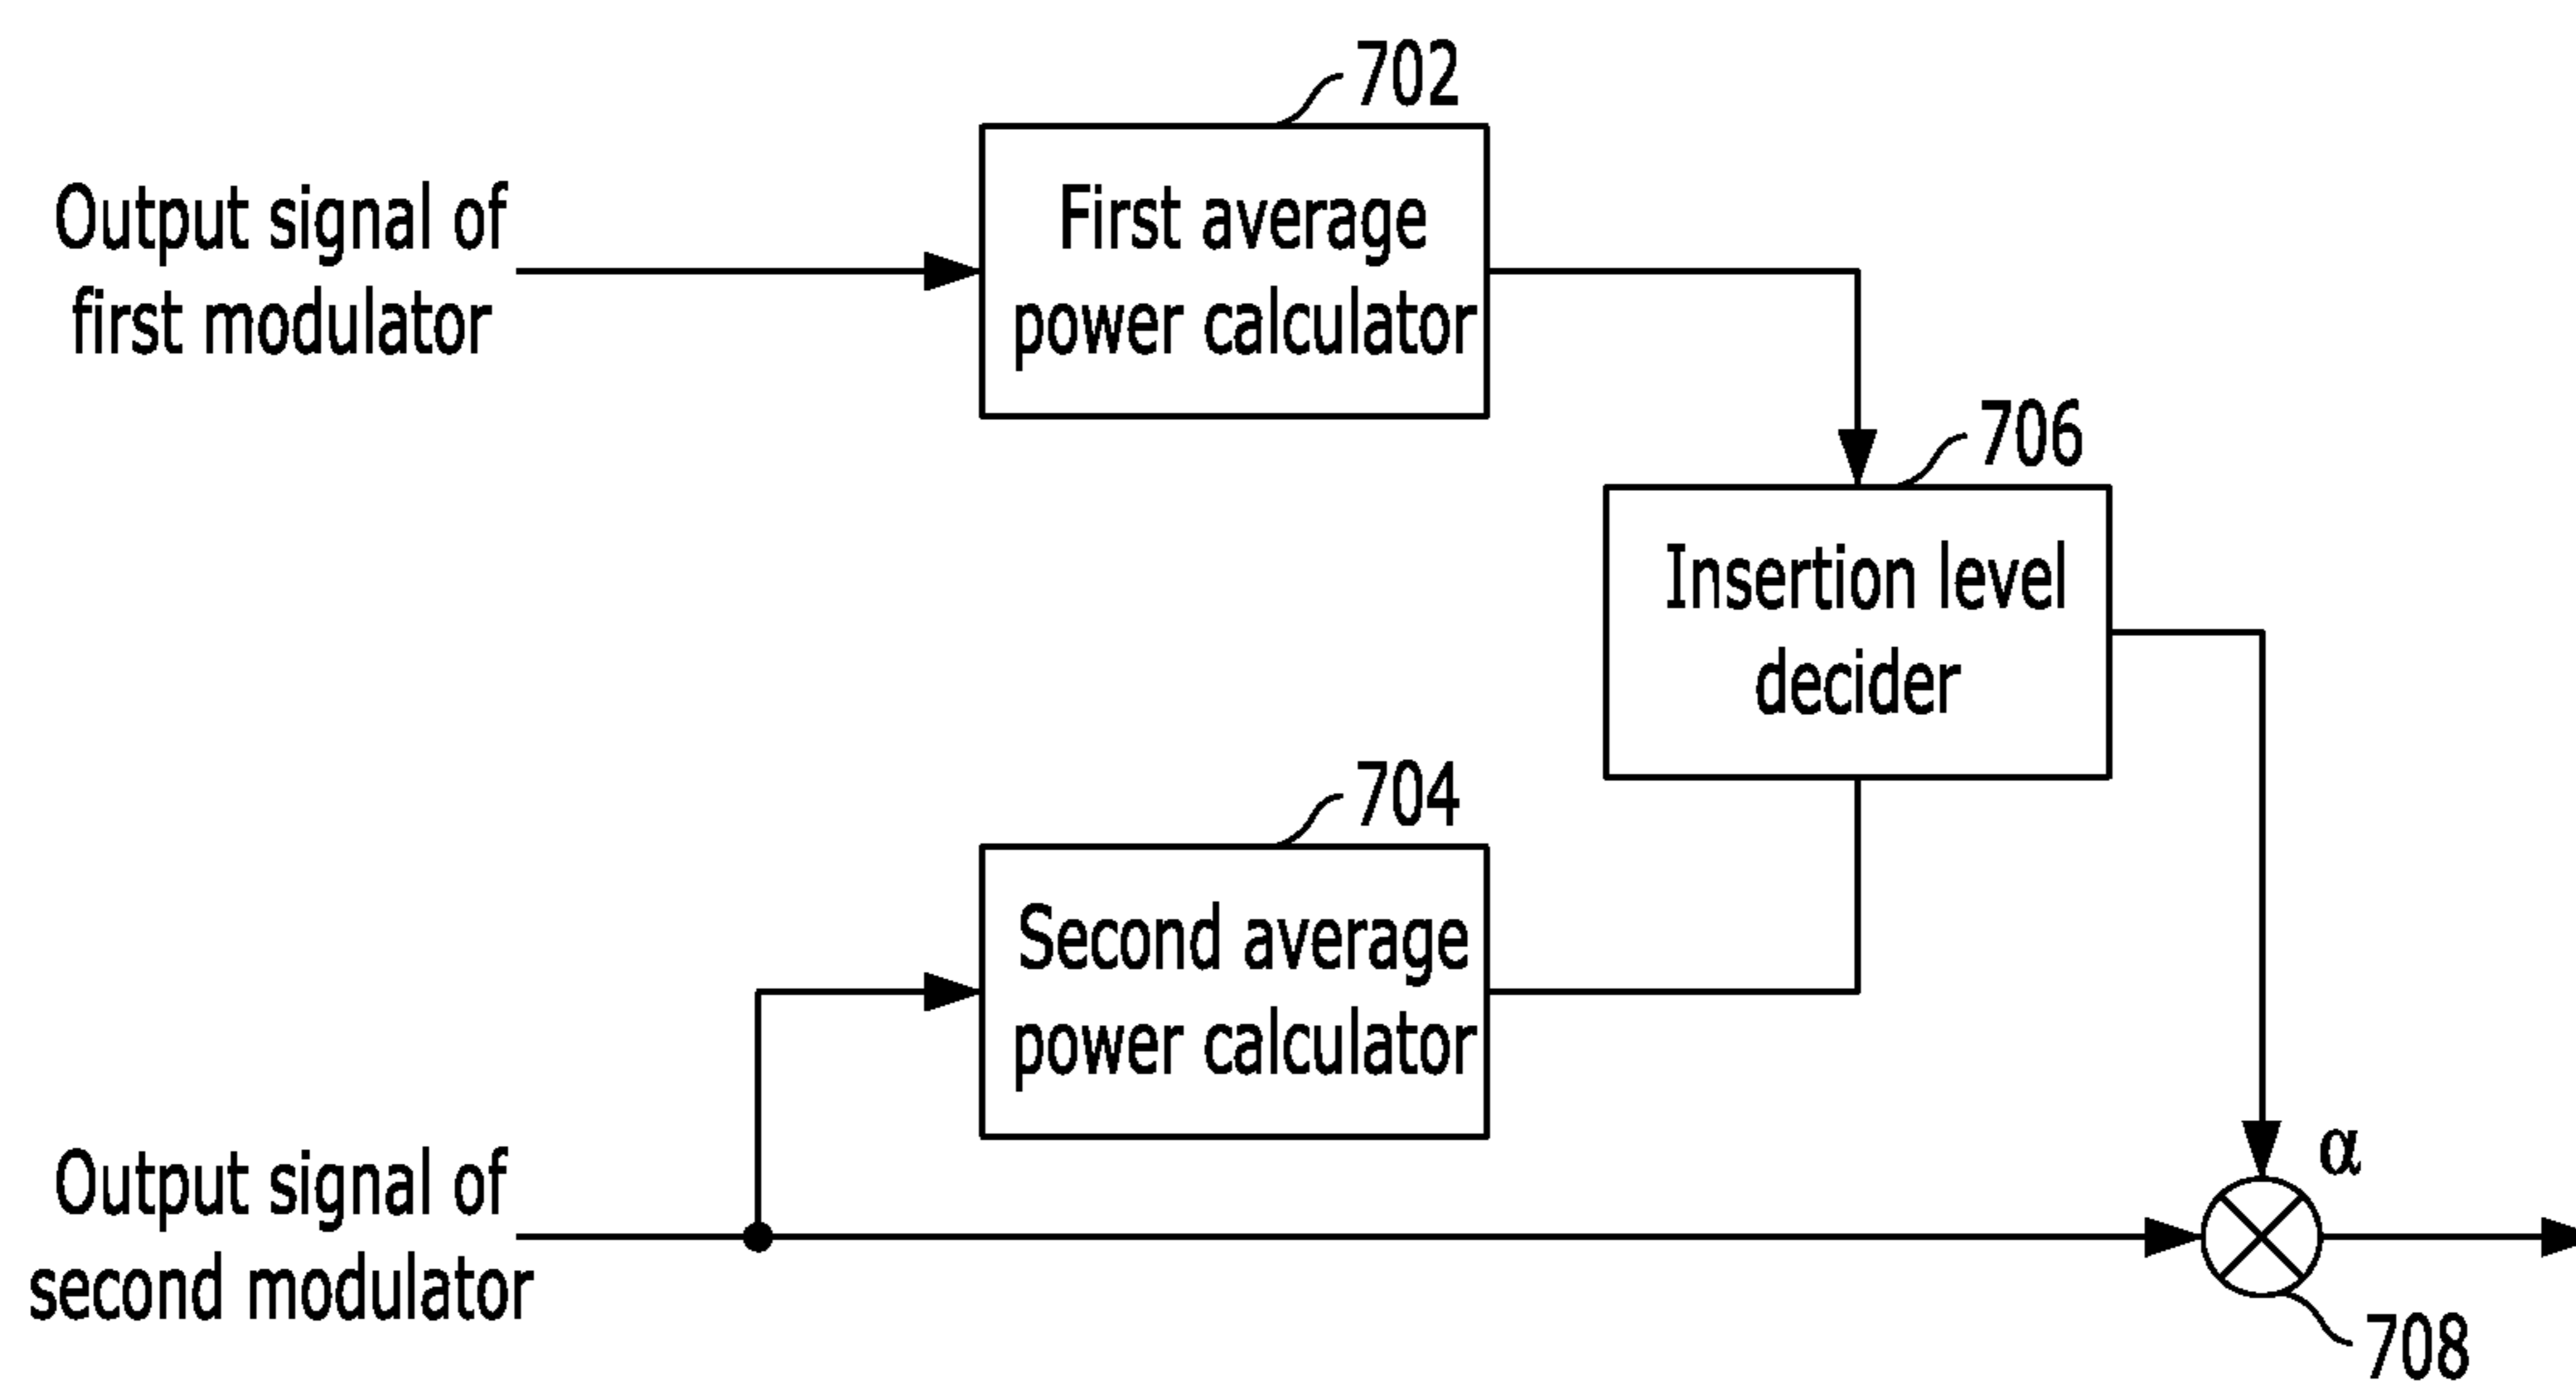 702
Output signal of
first modulator
First average
power calculator
706
Insertion level
decider
704
Second average
power calculator
Output signal of
second modulator
α
708